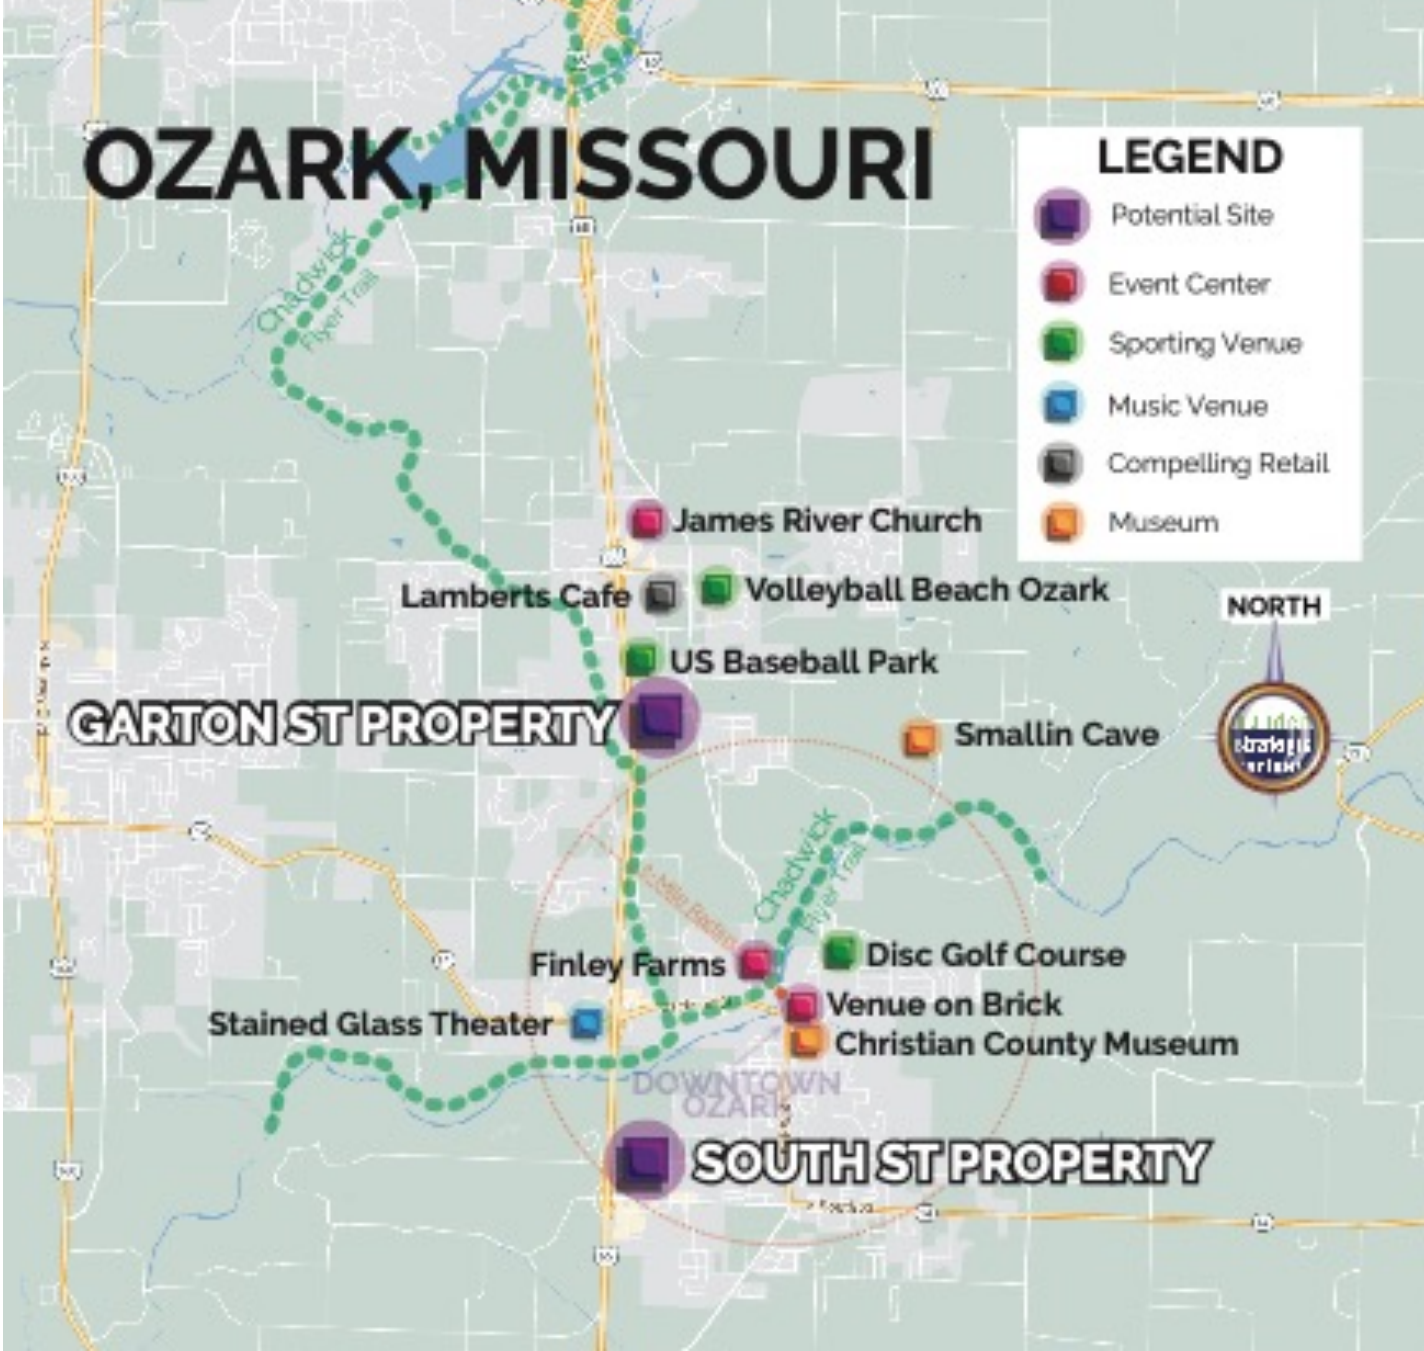 OZARK, MISSOURI
LEGEND
Potential Site
Event Center
Sporting Venue
Music Venue
Compelling Retail
Museum
Chadwick
Flyer Trail
James River Church
Lamberts Cafe
Volleyball Beach Ozark
NORTH
US Baseball Park
GARTON ST PROPERTY
Smallin Cave
Chadwick
Flyer Trail
Mile Radius
Finley Farms
Disc Golf Course
Venue on Brick
Stained Glass Theater
Christian County Museum
DOWNTOWN
OZARK
SOUTH ST PROPERTY